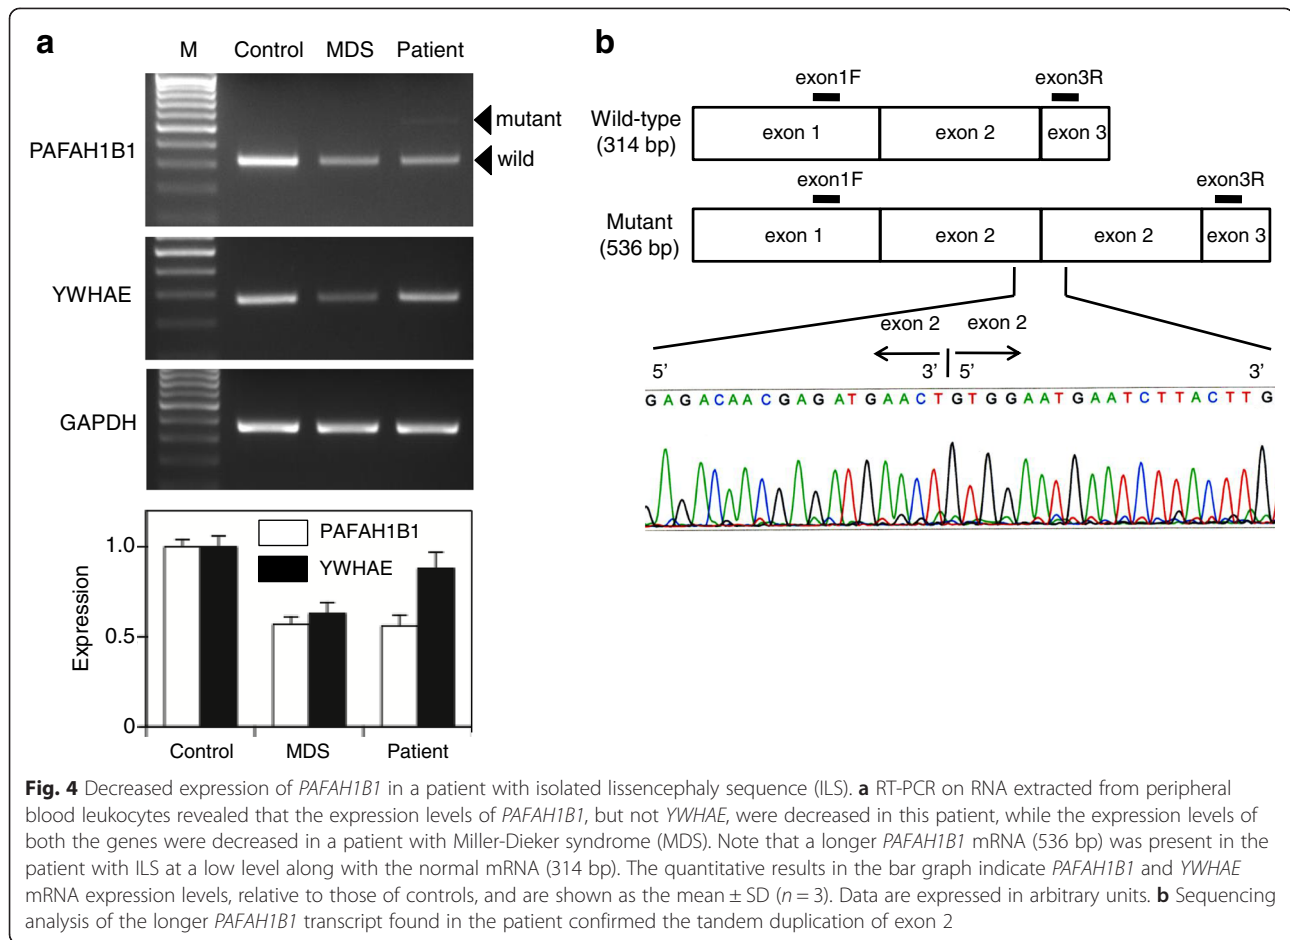 a
M Control MDS Patient
PAFAH1B1
mutant
wild
YWHAE
GAPDH
Expression
1.0
0.5
0
PAFAH1B1
YWHAE
Control MDS Patient
b
exon1F exon3R
Wild-type
(314 bp)
exon 1 exon 2 exon 3
exon1F exon3R
Mutant
(536 bp)
exon 1 exon 2 exon 2 exon 3
exon 2 exon 2
5’ 3’ 5’ 3’
GAGACAACGAGATGAACTGTGGAATGAATCTTACTTG
Fig. 4 Decreased expression of PAFAH1B1 in a patient with isolated lissencephaly sequence (ILS). a RT-PCR on RNA extracted from peripheral
blood leukocytes revealed that the expression levels of PAFAH1B1, but not YWHAE, were decreased in this patient, while the expression levels of
both the genes were decreased in a patient with Miller-Dieker syndrome (MDS). Note that a longer PAFAH1B1 mRNA (536 bp) was present in the
patient with ILS at a low level along with the normal mRNA (314 bp). The quantitative results in the bar graph indicate PAFAH1B1 and YWHAE
mRNA expression levels, relative to those of controls, and are shown as the mean ± SD (n = 3). Data are expressed in arbitrary units. b Sequencing
analysis of the longer PAFAH1B1 transcript found in the patient confirmed the tandem duplication of exon 2